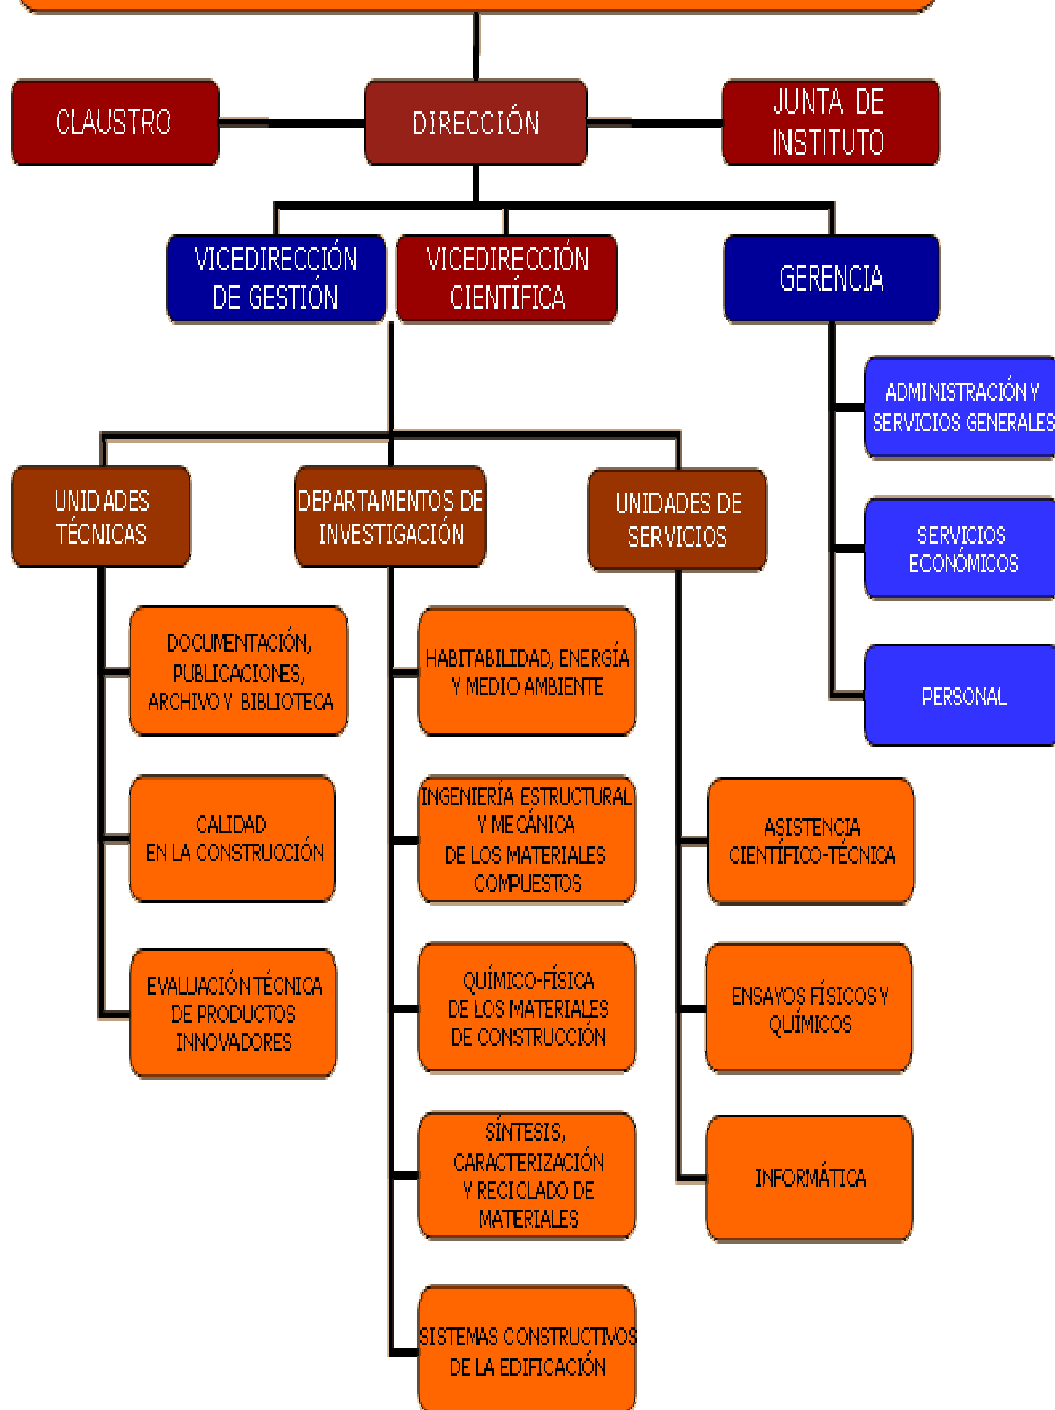 CLAUSTRO
DIRECCIÓN
JUNTA DE
INSTITUTO
VICEDIRECCIÓN
DE GESTIÓN
VICEDIRECCIÓN
CIENTÍFICA
GERENCIA
ADMINISTRACIÓN Y
SERVICIOS GENERALES
SERVICIOS
ECONÓMICOS
PERSONAL
UNIDADES
TÉCNICAS
DEPARTAMENTOS DE
INVESTIGACIÓN
UNIDADES DE
SERVICIOS
DOCUMENTACIÓN,
PUBLICACIONES,
ARCHIVO Y BIBLIOTECA
CALIDAD
EN LA CONSTRUCCIÓN
EVALUACIÓN TÉCNICA
DE PRODUCTOS
INNOVADORES
HABITABILIDAD, ENERGÍA
Y MEDIO AMBIENTE
INGENIERÍA ESTRUCTURAL
Y MECÁNICA
DE LOS MATERIALES
COMPUESTOS
QUÍMICO-FÍSICA
DE LOS MATERIALES
DE CONSTRUCCIÓN
SÍNTESIS,
CARACTERIZACIÓN
Y RECICLADO DE
MATERIALES
SISTEMAS CONSTRUCTIVOS
DE LA EDIFICACIÓN
ASISTENCIA
CIENTÍFICO-TÉCNICA
ENSAYOS FÍSICOS Y
QUÍMICOS
INFORMÁTICA